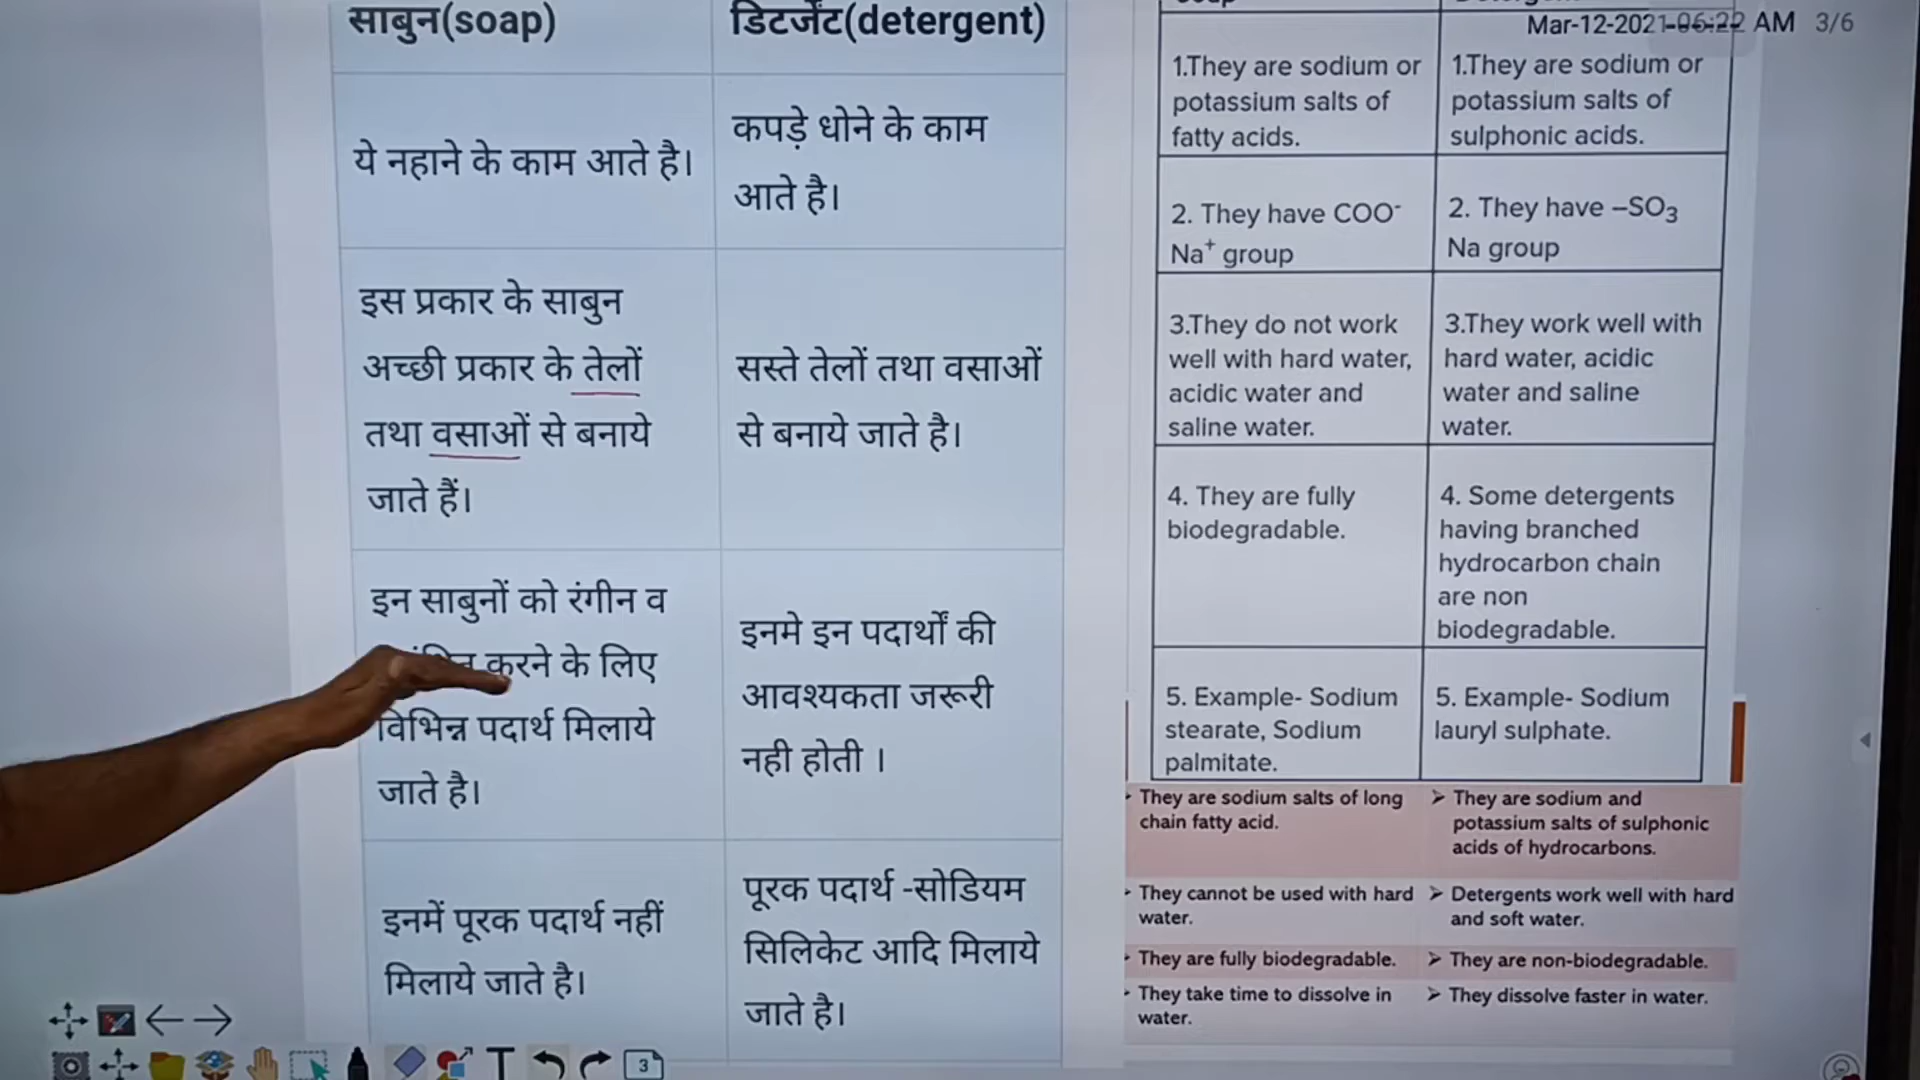 साबुन(soap)
डिटर्जेंट(detergent)
ये नहाने के काम आते है।
कपड़े धोने के काम
आते है।
इस प्रकार के साबुन
अच्छी प्रकार के तेलों
तथा वसाओं से बनाये
जाते हैं।
सस्ते तेलों तथा वसाओं
से बनाये जाते है।
इन साबुनों को रंगीन व
करने के लिए
विभिन्न पदार्थ मिलाये
जाते है।
इनमे इन पदार्थों की
आवश्यकता जरूरी
नही होती ।
इनमें पूरक पदार्थ नहीं
मिलाये जाते है।
पूरक पदार्थ -सोडियम
सिलिकेट आदि मिलाये
जाते है।
Mar-12-2021-06:22 AM 3/6
1.They are sodium or
potassium salts of
fatty acids.
1.They are sodium or
potassium salts of
sulphonic acids.
2. They have COO⁻
Na⁺ group
2. They have –SO₃
Na group
3.They do not work
well with hard water,
acidic water and
saline water.
3.They work well with
hard water, acidic
water and saline
water.
4. They are fully
biodegradable.
4. Some detergents
having branched
hydrocarbon chain
are non
biodegradable.
5. Example- Sodium
stearate, Sodium
palmitate.
5. Example- Sodium
lauryl sulphate.
They are sodium salts of long
chain fatty acid.
➢ They are sodium and
potassium salts of sulphonic
acids of hydrocarbons.
They cannot be used with hard
water.
➢ Detergents work well with hard
and soft water.
They are fully biodegradable.
➢ They are non-biodegradable.
They take time to dissolve in
water.
➢ They dissolve faster in water.
T
3